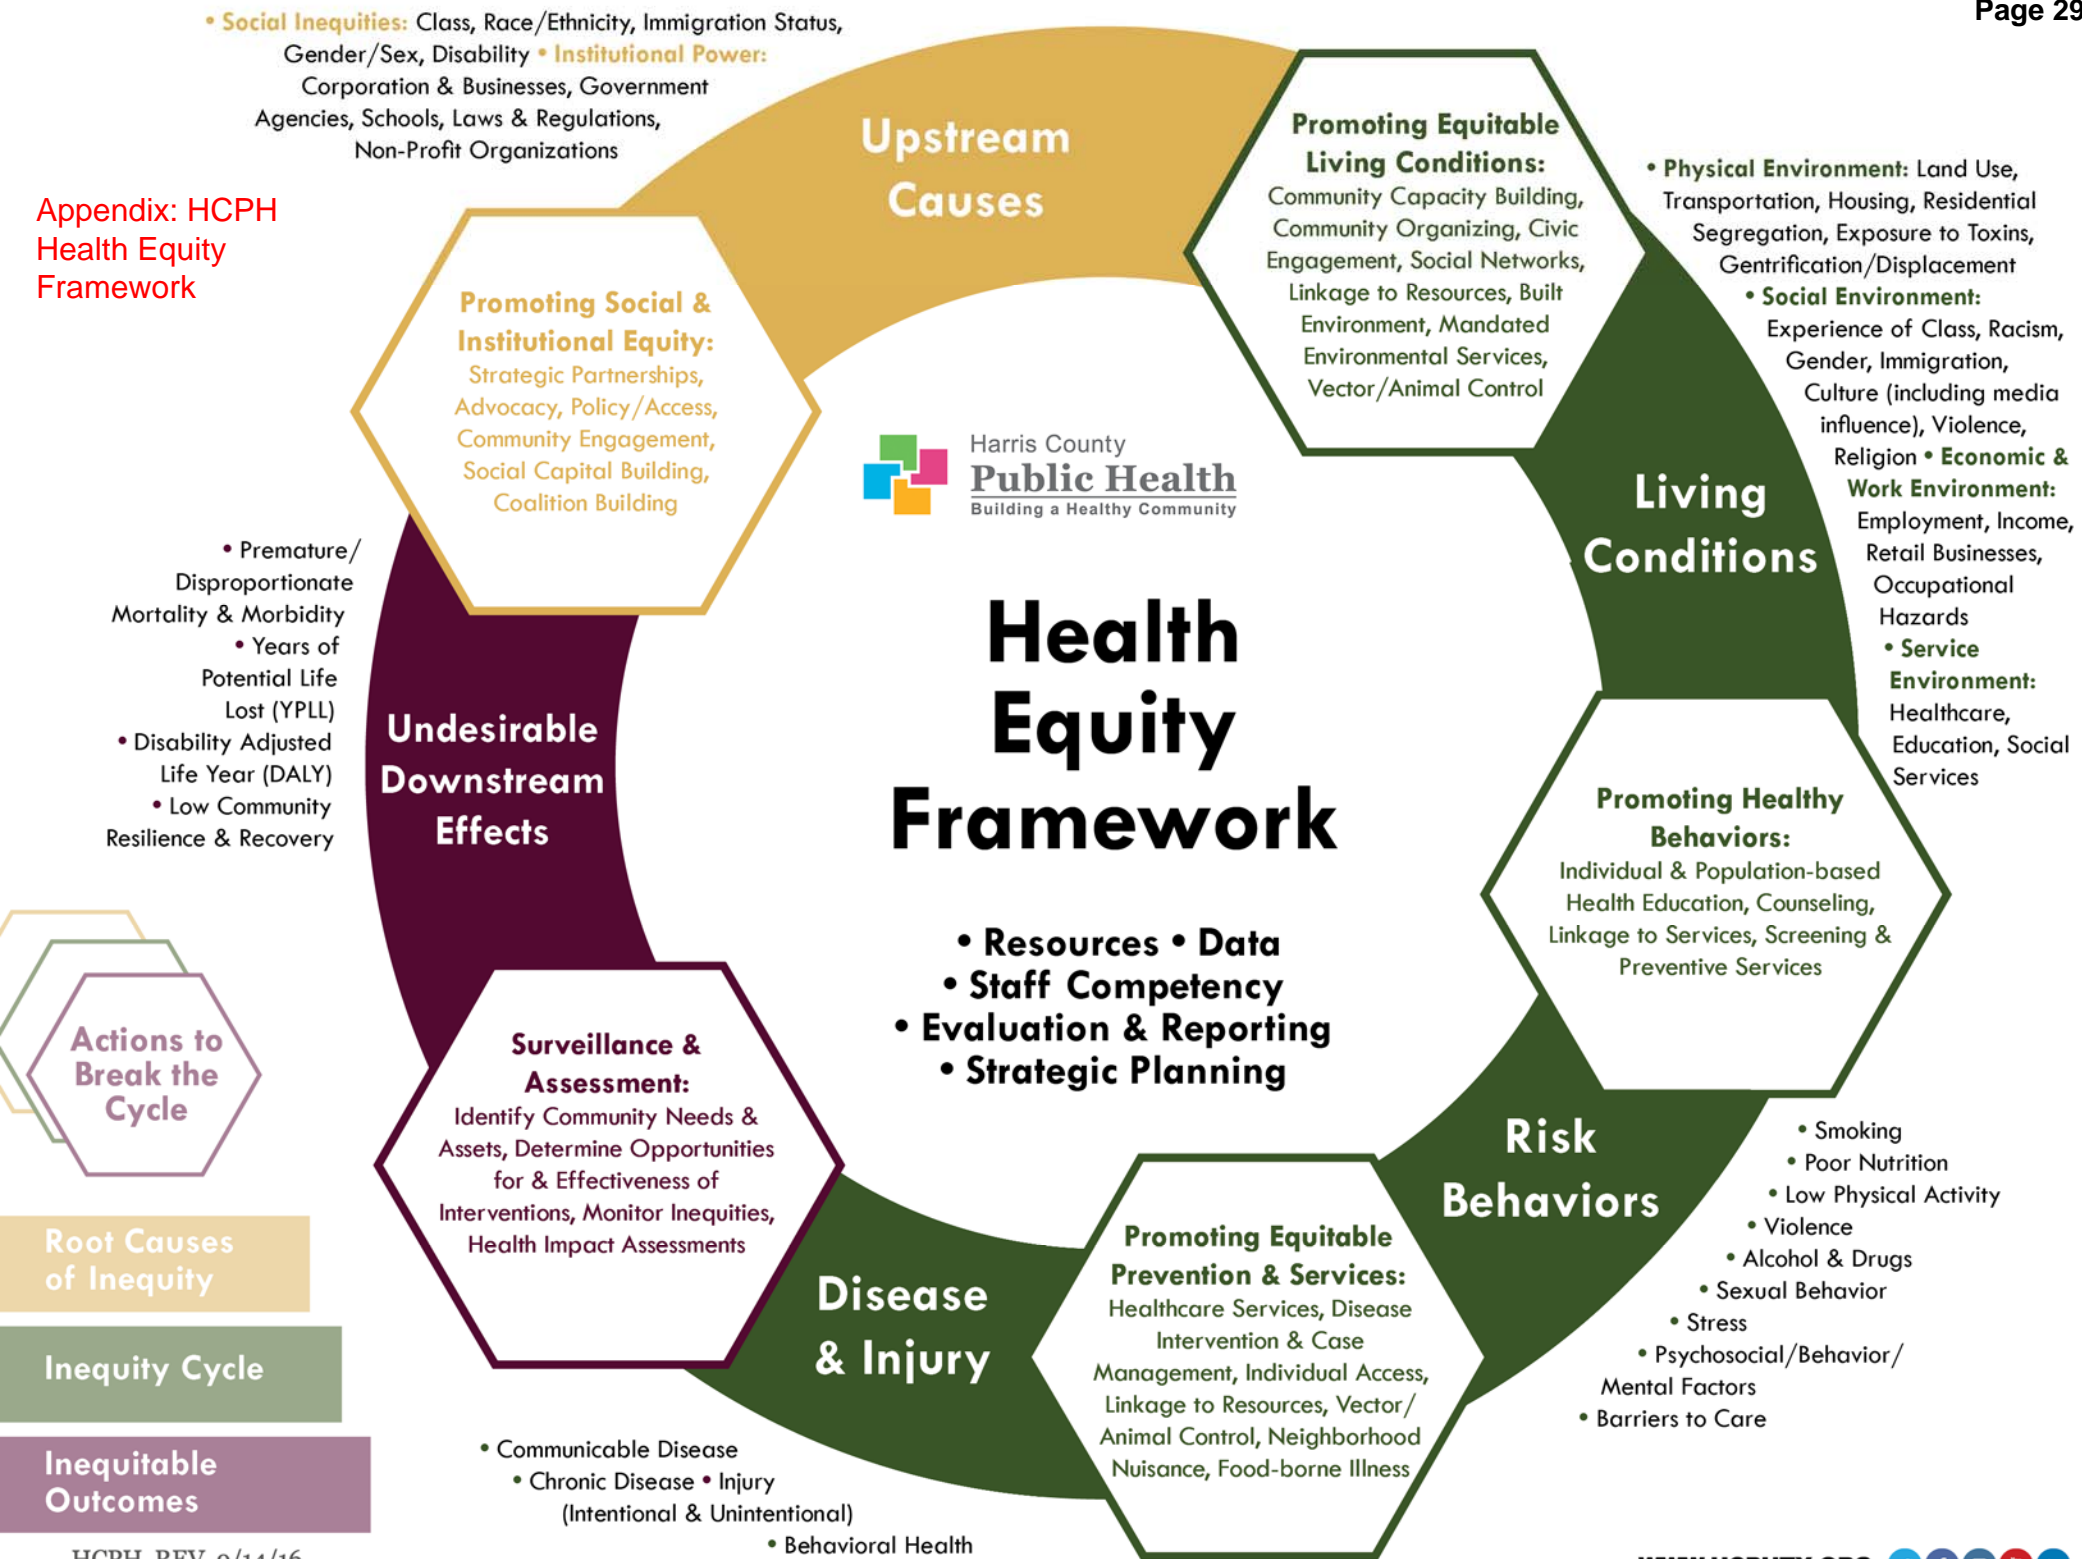 Page 29
• Social Inequities: Class, Race/Ethnicity, Immigration Status,
Gender/Sex, Disability • Institutional Power:
Corporation & Businesses, Government
Agencies, Schools, Laws & Regulations,
Non-Profit Organizations
Appendix: HCPH
Health Equity
Framework
Upstream
Causes
Promoting Equitable
Living Conditions:
Community Capacity Building,
Community Organizing, Civic
Engagement, Social Networks,
Linkage to Resources, Built
Environment, Mandated
Environmental Services,
Vector/Animal Control
• Physical Environment: Land Use,
Transportation, Housing, Residential
Segregation, Exposure to Toxins,
Gentrification/Displacement
• Social Environment:
Experience of Class, Racism,
Gender, Immigration,
Culture (including media
influence), Violence,
Religion • Economic &
Work Environment:
Employment, Income,
Retail Businesses,
Occupational
Hazards
• Service
Environment:
Healthcare,
Education, Social
Services
Promoting Social &
Institutional Equity:
Strategic Partnerships,
Advocacy, Policy/Access,
Community Engagement,
Social Capital Building,
Coalition Building
Harris County
Public Health
Building a Healthy Community
Living
Conditions
Health
Equity
Framework
• Resources • Data
• Staff Competency
• Evaluation & Reporting
• Strategic Planning
• Premature/
Disproportionate
Mortality & Morbidity
• Years of
Potential Life
Lost (YPLL)
• Disability Adjusted
Life Year (DALY)
• Low Community
Resilience & Recovery
Undesirable
Downstream
Effects
Promoting Healthy
Behaviors:
Individual & Population-based
Health Education, Counseling,
Linkage to Services, Screening &
Preventive Services
Actions to
Break the
Cycle
Surveillance &
Assessment:
Identify Community Needs &
Assets, Determine Opportunities
for & Effectiveness of
Interventions, Monitor Inequities,
Health Impact Assessments
Risk
Behaviors
• Smoking
• Poor Nutrition
• Low Physical Activity
• Violence
• Alcohol & Drugs
• Sexual Behavior
• Stress
• Psychosocial/Behavior/
Mental Factors
• Barriers to Care
Promoting Equitable
Prevention & Services:
Healthcare Services, Disease
Intervention & Case
Management, Individual Access,
Linkage to Resources, Vector/
Animal Control, Neighborhood
Nuisance, Food-borne Illness
Disease
& Injury
• Communicable Disease
• Chronic Disease • Injury
(Intentional & Unintentional)
• Behavioral Health
Root Causes
of Inequity
Inequity Cycle
Inequitable
Outcomes
HCPH REV 9/14/16